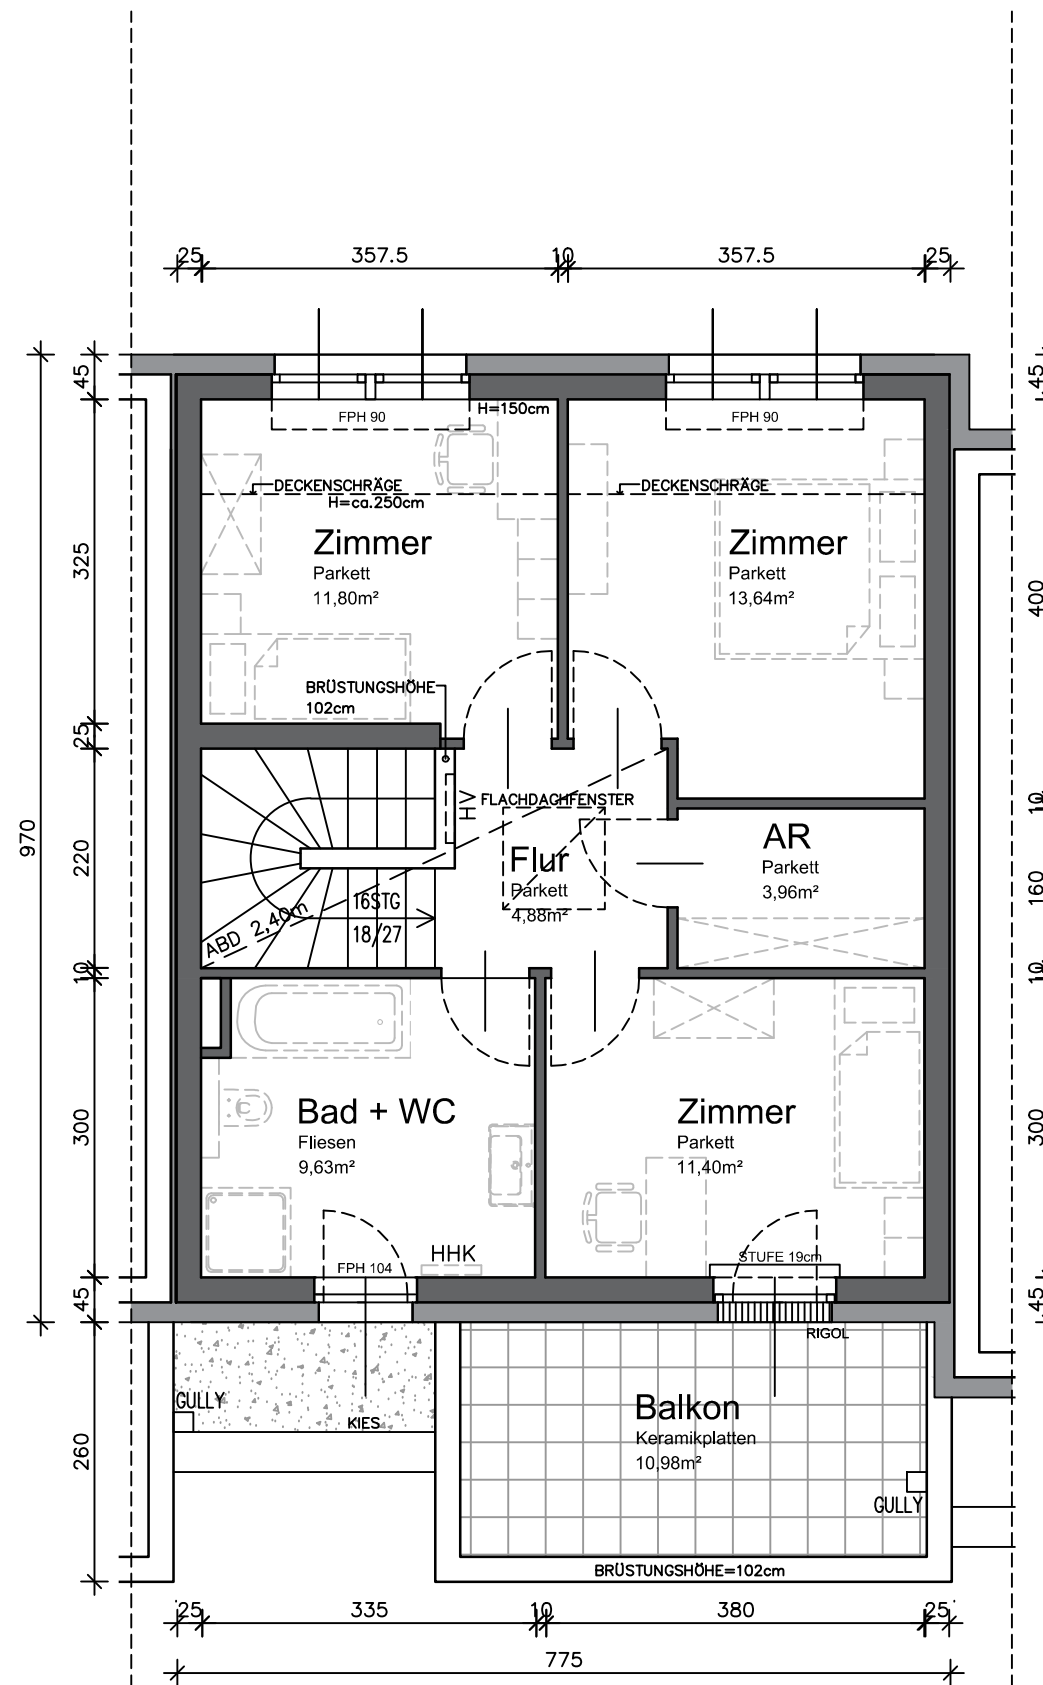 25 357.5 10 357.5 25
45
45
FPH 90
H=150cm
FPH 90
DECKENSCHRÄGE
H=ca.250cm
DECKENSCHRÄGE
Zimmer
Parkett
11,80m²
Zimmer
Parkett
13,64m²
325
400
BRÜSTUNGSHÖHE
102cm
25
HV
FLACHDACHFENSTER
10
970
220
Flur
Parkett
4,88m²
AR
Parkett
3,96m²
160
16STG
18/27
ABD 2,40m
10
10
Bad + WC
Fliesen
9,63m²
Zimmer
Parkett
11,40m²
300
300
HHK
FPH 104
STUFE 19cm
45
45
RIGOL
GULLY
KIES
Balkon
Keramikplatten
10,98m²
260
GULLY
BRÜSTUNGSHÖHE=102cm
25 335 10 380 25
775